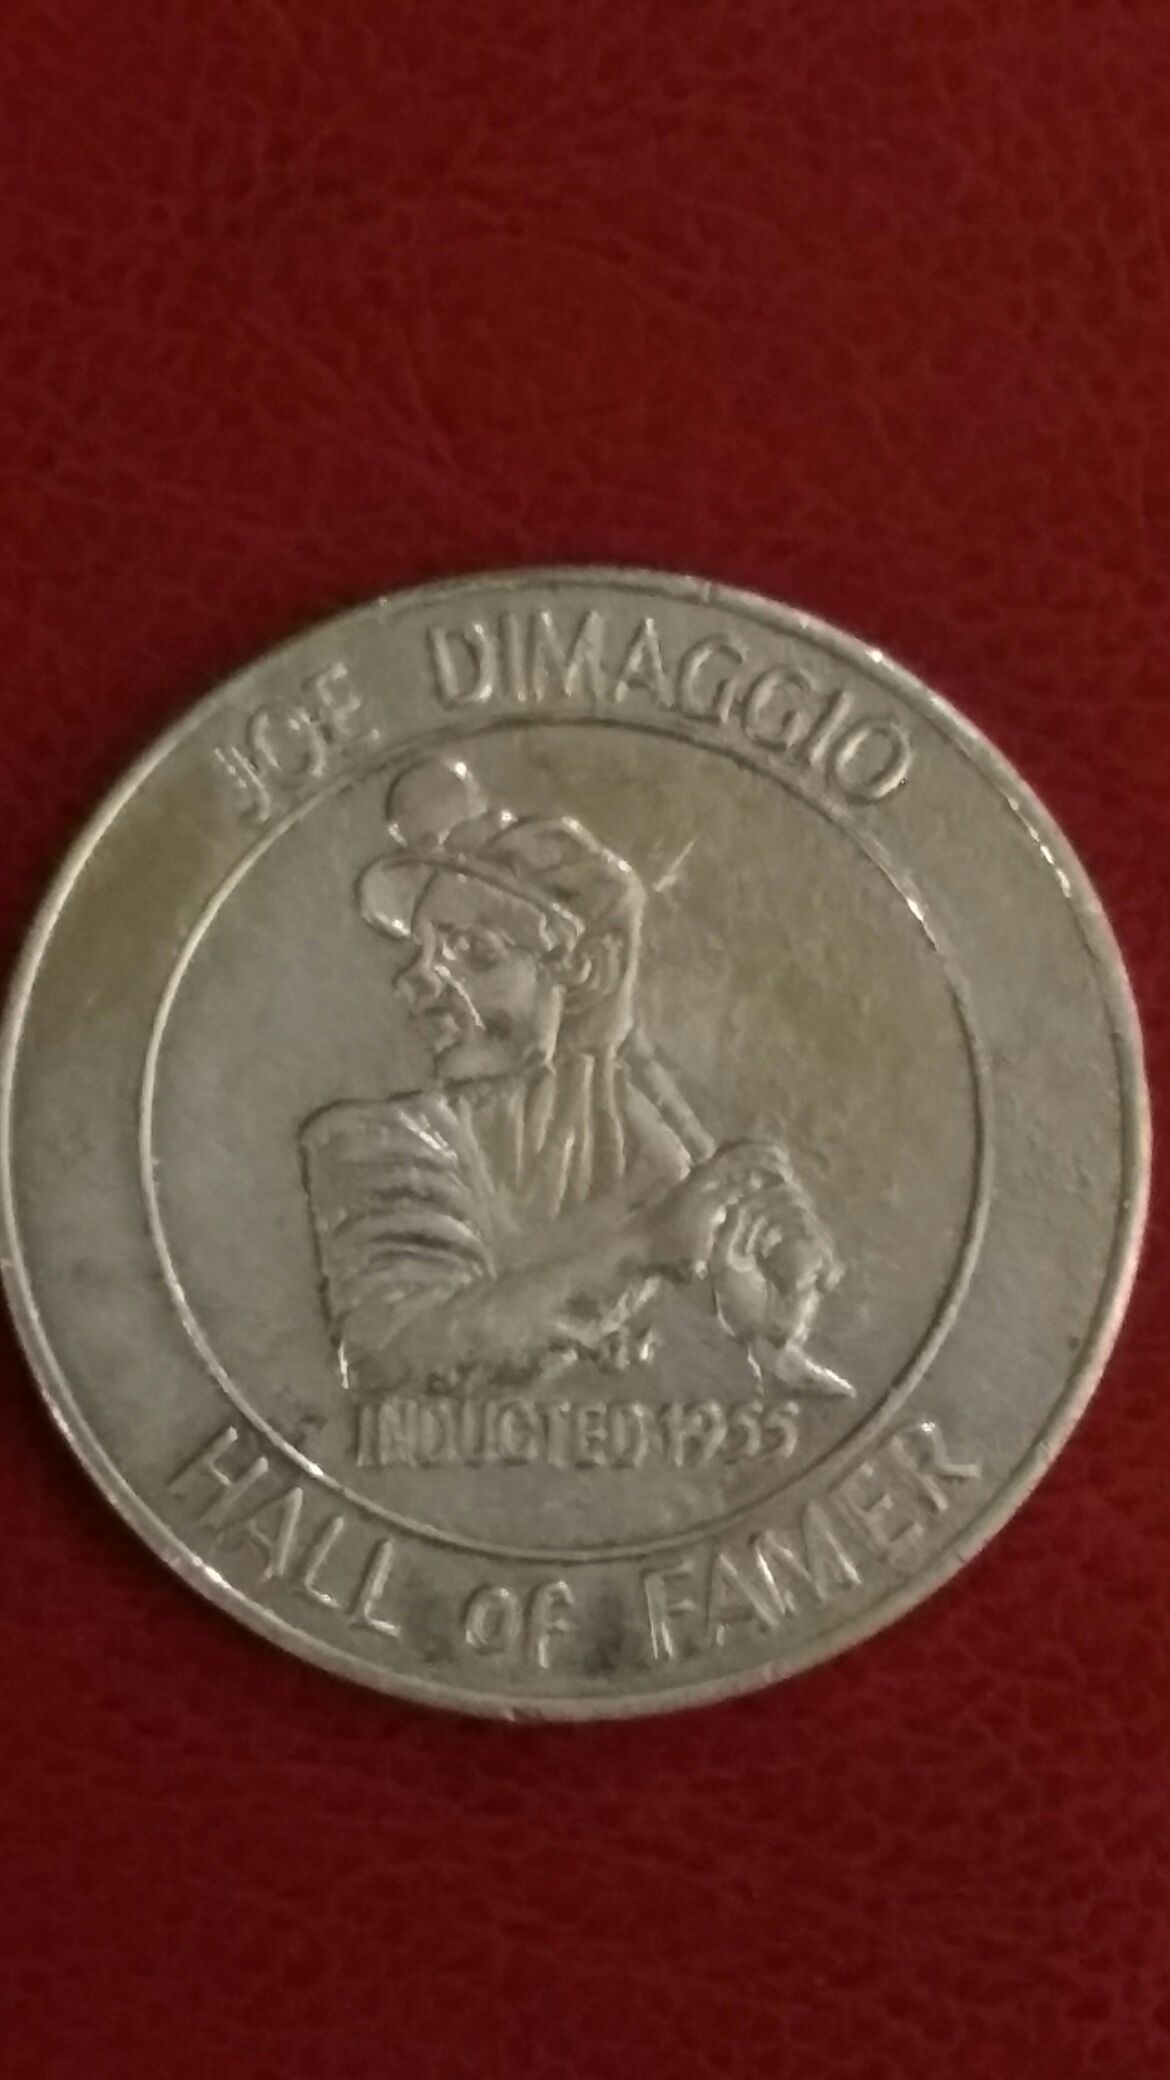 JOE DIMAGGIO
INDUCTED 1955
HALL OF FAMER